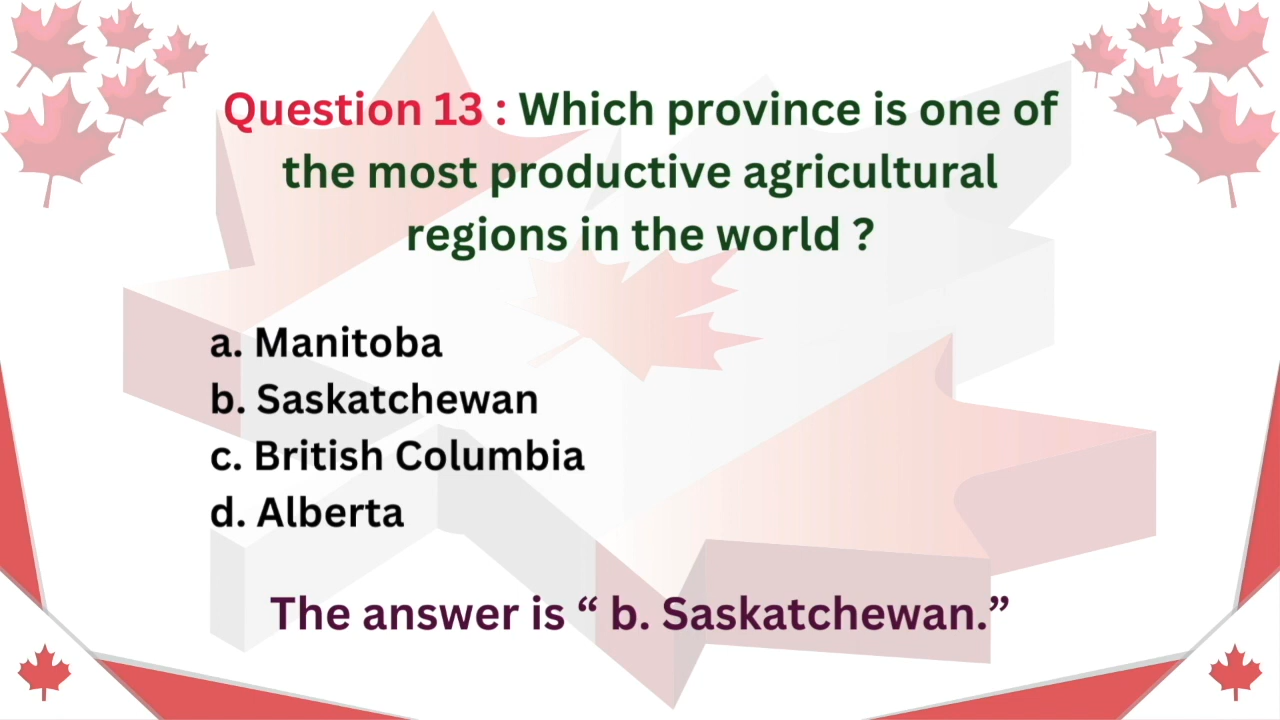 Question 13 : Which province is one of
the most productive agricultural
regions in the world ?
a. Manitoba
b. Saskatchewan
c. British Columbia
d. Alberta
The answer is “ b. Saskatchewan.”